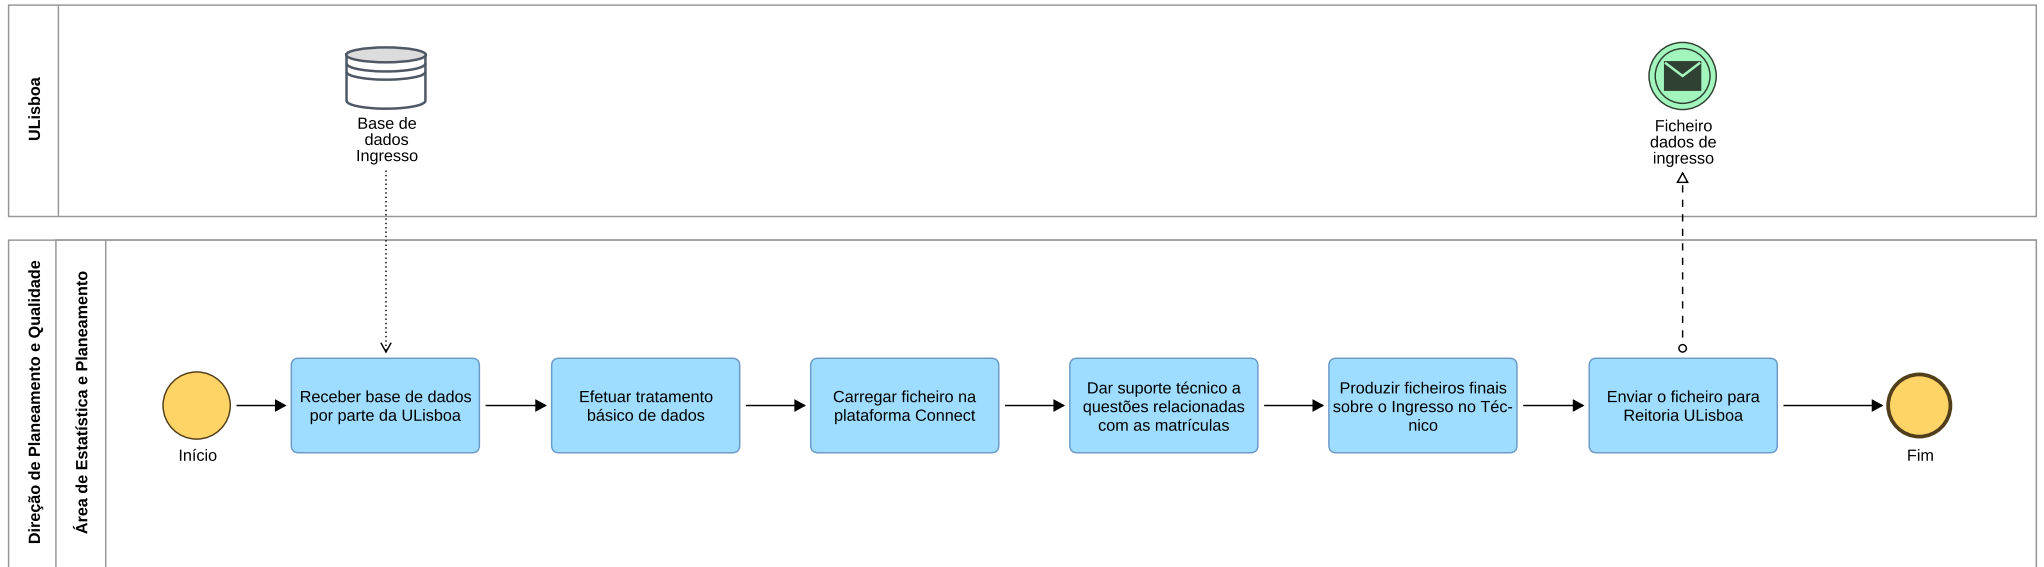 ULisboa
Base de
dados
Ingresso
Ficheiro
dados de
ingresso
Direção de Planeamento e Qualidade
Área de Estatística e Planeamento
Início
Receber base de dados
por parte da ULisboa
Efetuar tratamento
básico de dados
Carregar ficheiro na
plataforma Connect
Dar suporte técnico a
questões relacionadas
com as matrículas
Produzir ficheiros finais
sobre o Ingresso no Téc-
nico
Enviar o ficheiro para
Reitoria ULisboa
Fim